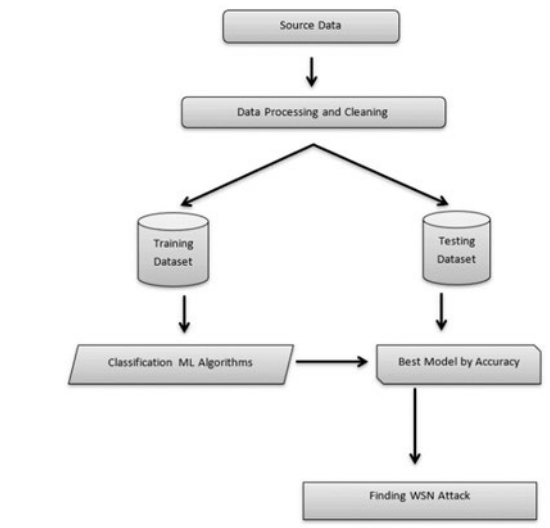 Source Data
Data Processing and Cleaning
Training
Dataset
Testing
Dataset
Classification ML Algorithms
Best Model by Accuracy
Finding WSN Attack